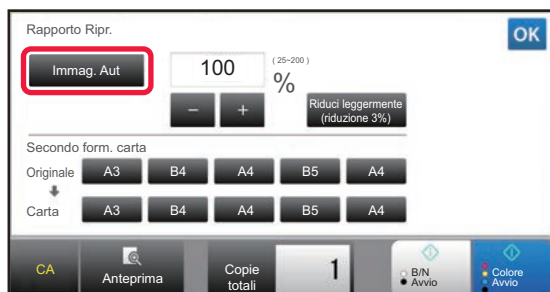 Rapporto Ripr.
OK
Immag. Aut
100
(25~200)
%
−
+
Riduci leggermente
(riduzione 3%)
Secondo form. carta
Originale
A3
B4
A4
B5
A4
Carta
A3
B4
A4
B5
A4
CA
Anteprima
Copie
totali
1
B/N
Avvio
Colore
Avvio